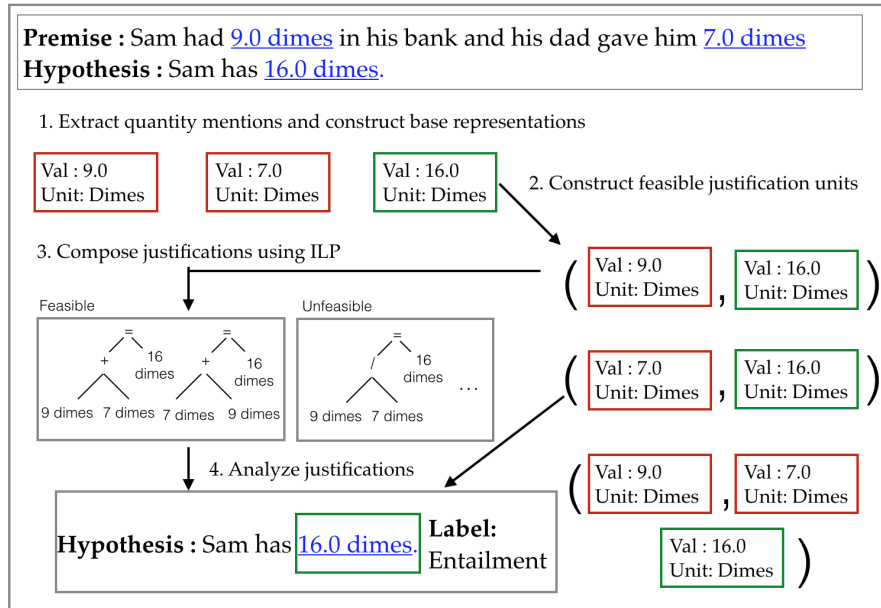 Premise : Sam had 9.0 dimes in his bank and his dad gave him 7.0 dimes
Hypothesis : Sam has 16.0 dimes.
1. Extract quantity mentions and construct base representations
Val : 9.0
Unit: Dimes
Val : 7.0
Unit: Dimes
Val : 16.0
Unit: Dimes
2. Construct feasible justification units
3. Compose justifications using ILP
( Val : 9.0
Unit: Dimes
,
Val : 16.0
Unit: Dimes )
Feasible
=
+
16
dimes
9 dimes
7 dimes
=
+
16
dimes
7 dimes
9 dimes
Unfeasible
=
/
16
dimes
9 dimes
7 dimes
...
( Val : 7.0
Unit: Dimes
,
Val : 16.0
Unit: Dimes )
4. Analyze justifications
( Val : 9.0
Unit: Dimes
,
Val : 7.0
Unit: Dimes
Val : 16.0
Unit: Dimes )
Hypothesis : Sam has 16.0 dimes.
Label:
Entailment